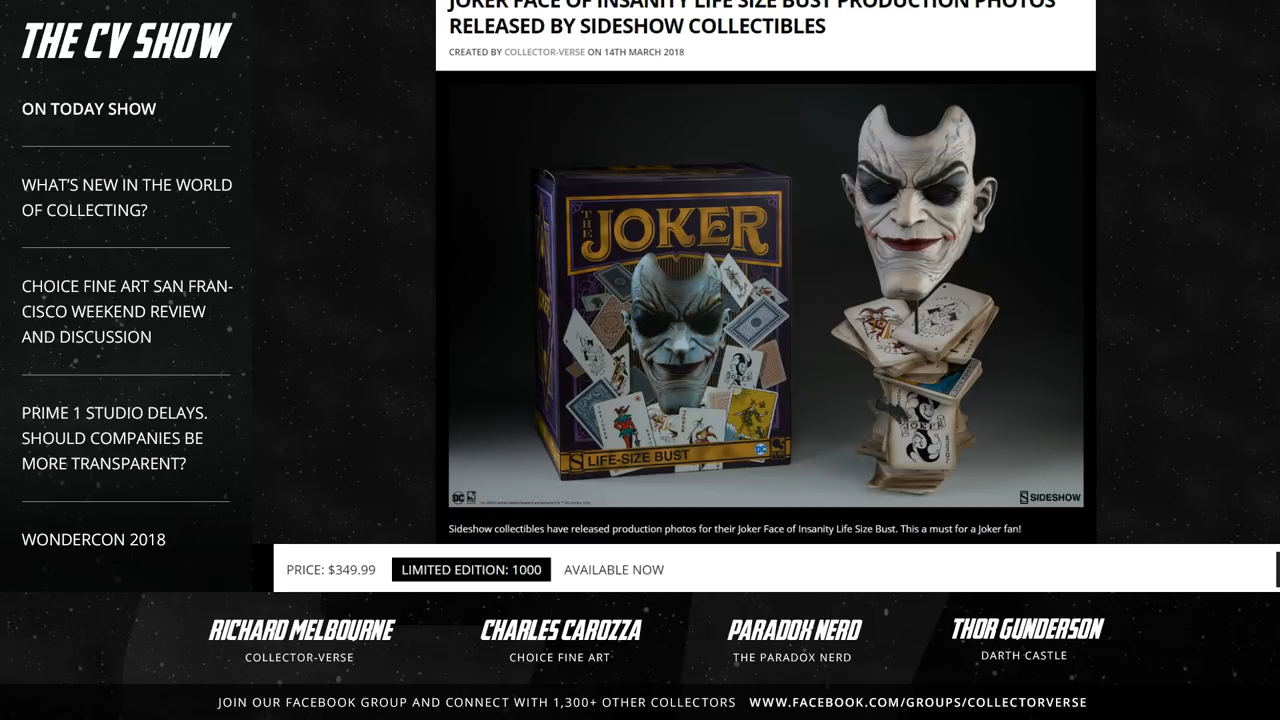 THE CV SHOW
ON TODAY SHOW
WHAT'S NEW IN THE WORLD
OF COLLECTING?
CHOICE FINE ART SAN FRAN-
CISCO WEEKEND REVIEW
AND DISCUSSION
PRIME 1 STUDIO DELAYS.
SHOULD COMPANIES BE
MORE TRANSPARENT?
WONDERCON 2018
JOKER FACE OF INSANITY LIFE SIZE BUST PRODUCTION PHOTOS
RELEASED BY SIDESHOW COLLECTIBLES
CREATED BY COLLECTOR-VERSE ON 14TH MARCH 2018
THE JOKER
JOKER
LIFE-SIZE BUST
DC
JOKER
DC
SIDESHOW
Sideshow collectibles have released production photos for their Joker Face of Insanity Life Size Bust. This a must for a Joker fan!
PRICE: $349.99 LIMITED EDITION: 1000 AVAILABLE NOW
RICHARD MELBOURNE CHARLES CAROZZA PARADOX NERD THOR GUNDERSON
COLLECTOR-VERSE CHOICE FINE ART THE PARADOX NERD DARTH CASTLE
JOIN OUR FACEBOOK GROUP AND CONNECT WITH 1,300+ OTHER COLLECTORS WWW.FACEBOOK.COM/GROUPS/COLLECTORVERSE